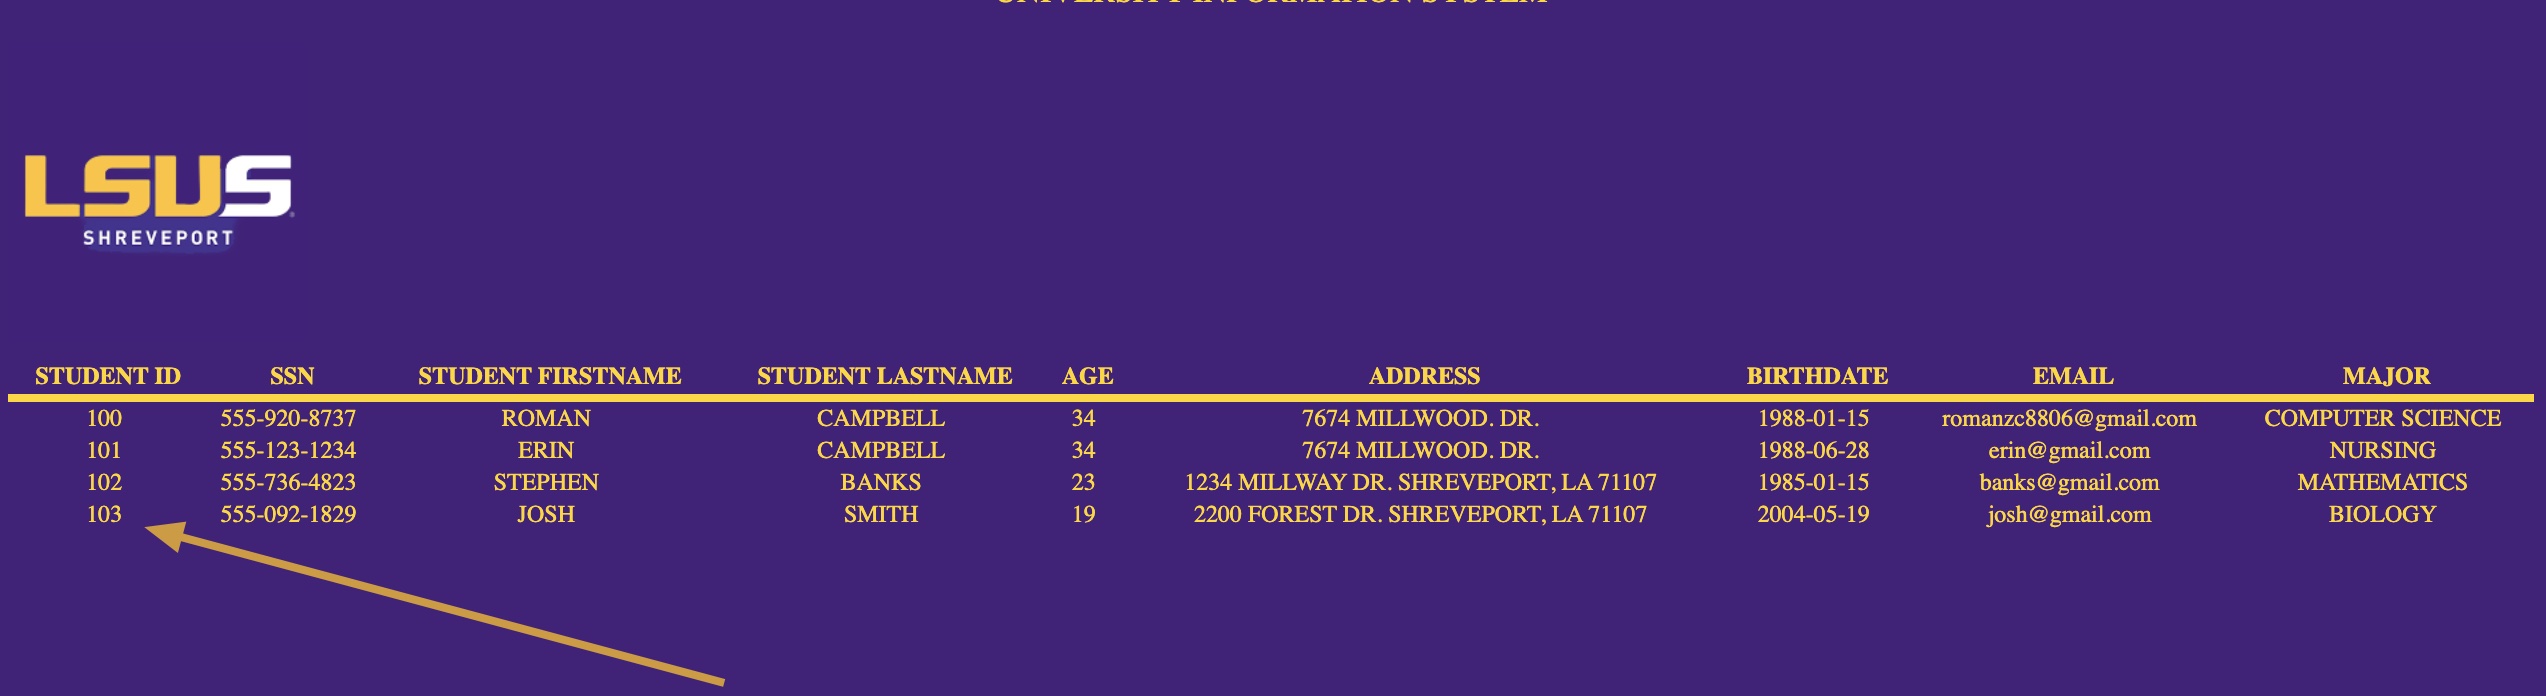 UNIVERSITY INFORMATION SYSTEM
LSUS
SHREVEPORT
STUDENT ID SSN STUDENT FIRSTNAME STUDENT LASTNAME AGE ADDRESS BIRTHDATE EMAIL MAJOR
100 555-920-8737 ROMAN CAMPBELL 34 7674 MILLWOOD. DR. 1988-01-15 romanzc8806@gmail.com COMPUTER SCIENCE
101 555-123-1234 ERIN CAMPBELL 34 7674 MILLWOOD. DR. 1988-06-28 erin@gmail.com NURSING
102 555-736-4823 STEPHEN BANKS 23 1234 MILLWAY DR. SHREVEPORT, LA 71107 1985-01-15 banks@gmail.com MATHEMATICS
103 555-092-1829 JOSH SMITH 19 2200 FOREST DR. SHREVEPORT, LA 71107 2004-05-19 josh@gmail.com BIOLOGY